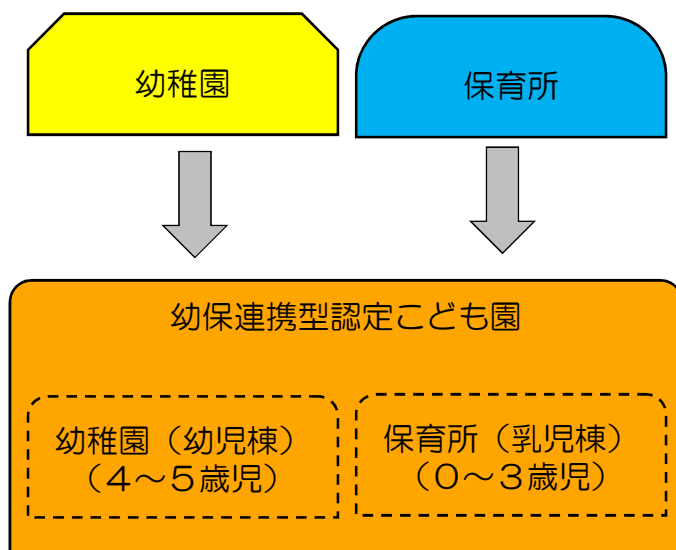 幼稚園
保育所
幼保連携型認定こども園
幼稚園（幼児棟）
（４～５歳児）
保育所（乳児棟）
（０～３歳児）